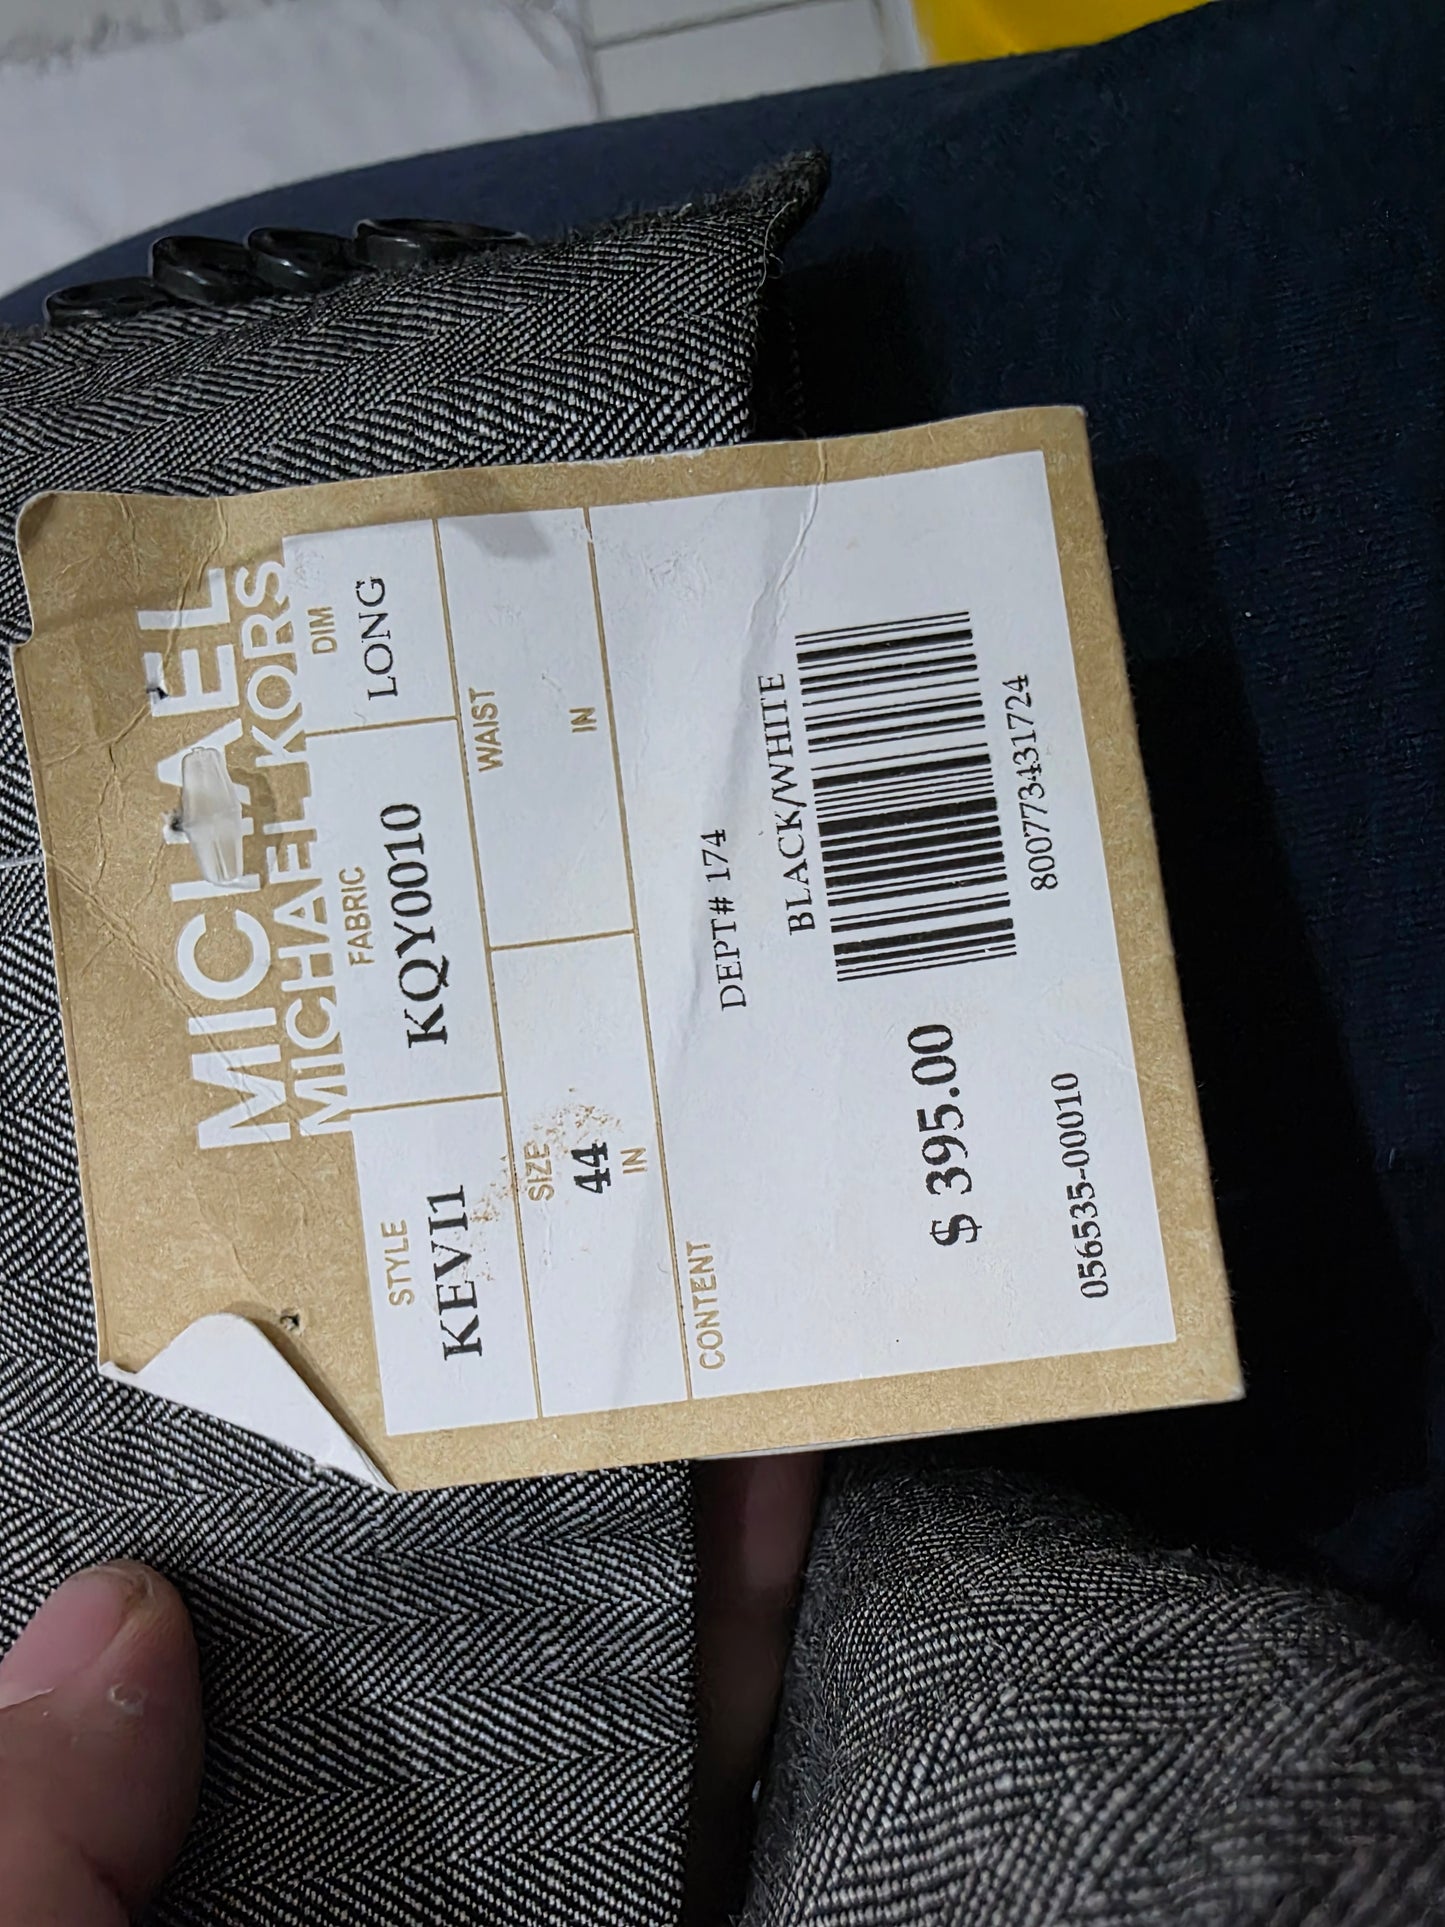 MICHAEL
MICHAEL KORS
STYLE FABRIC DIM
KEVI1 KQY0010 LONG
SIZE WAIST
44
IN IN
CONTENT
DEPT# 174
BLACK/WHITE
$ 395.00
800773431724
056535-00010